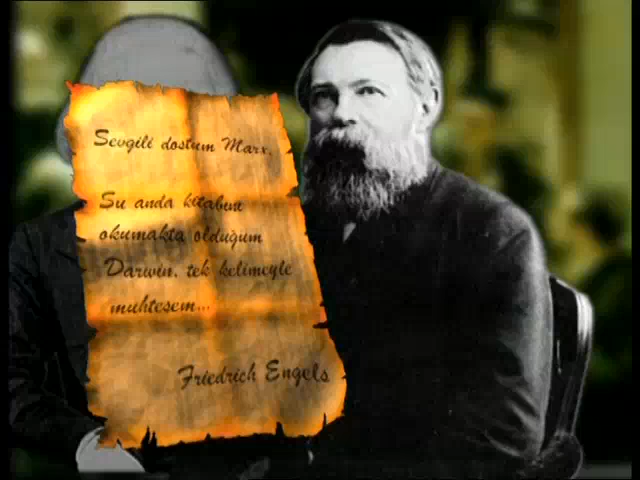 Sevgili dostum Marx,
Su anda kitabını
okumakta olduğum
Darwin, tek kelimeyle
muhtesem...
Friedrich Engels